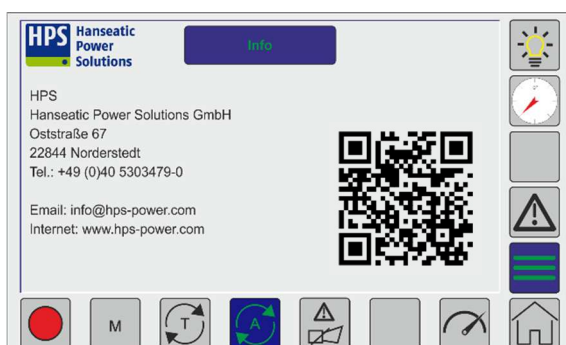 HPS Hanseatic
Power
Solutions
Info
HPS
Hanseatic Power Solutions GmbH
Oststraße 67
22844 Norderstedt
Tel.: +49 (0)40 5303479-0
Email: info@hps-power.com
Internet: www.hps-power.com
M
T
A